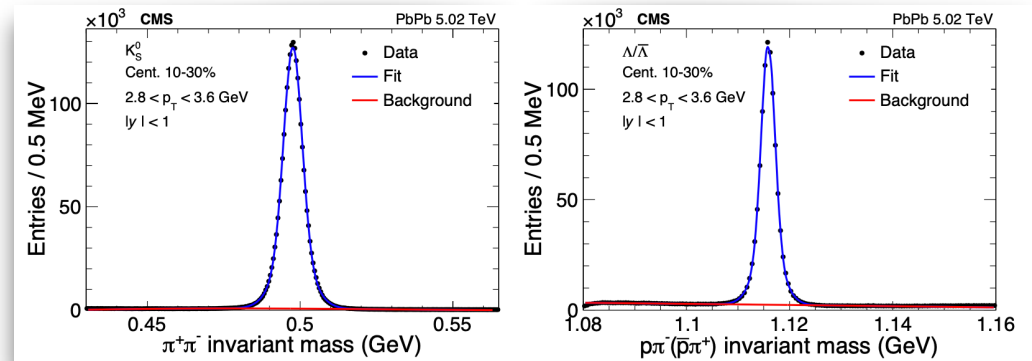 ×10³ CMS PbPb 5.02 TeV
K⁰S
Cent. 10-30%
2.8 < pT < 3.6 GeV
|y| < 1
Data
Fit
Background
Entries / 0.5 MeV
100
50
0
0.45 0.5 0.55
π⁺π⁻ invariant mass (GeV)
×10³ CMS PbPb 5.02 TeV
Λ/Λ̅
Cent. 10-30%
2.8 < pT < 3.6 GeV
|y| < 1
Data
Fit
Background
Entries / 0.5 MeV
100
50
0
1.08 1.1 1.12 1.14 1.16
pπ⁻(p̅π⁺) invariant mass (GeV)